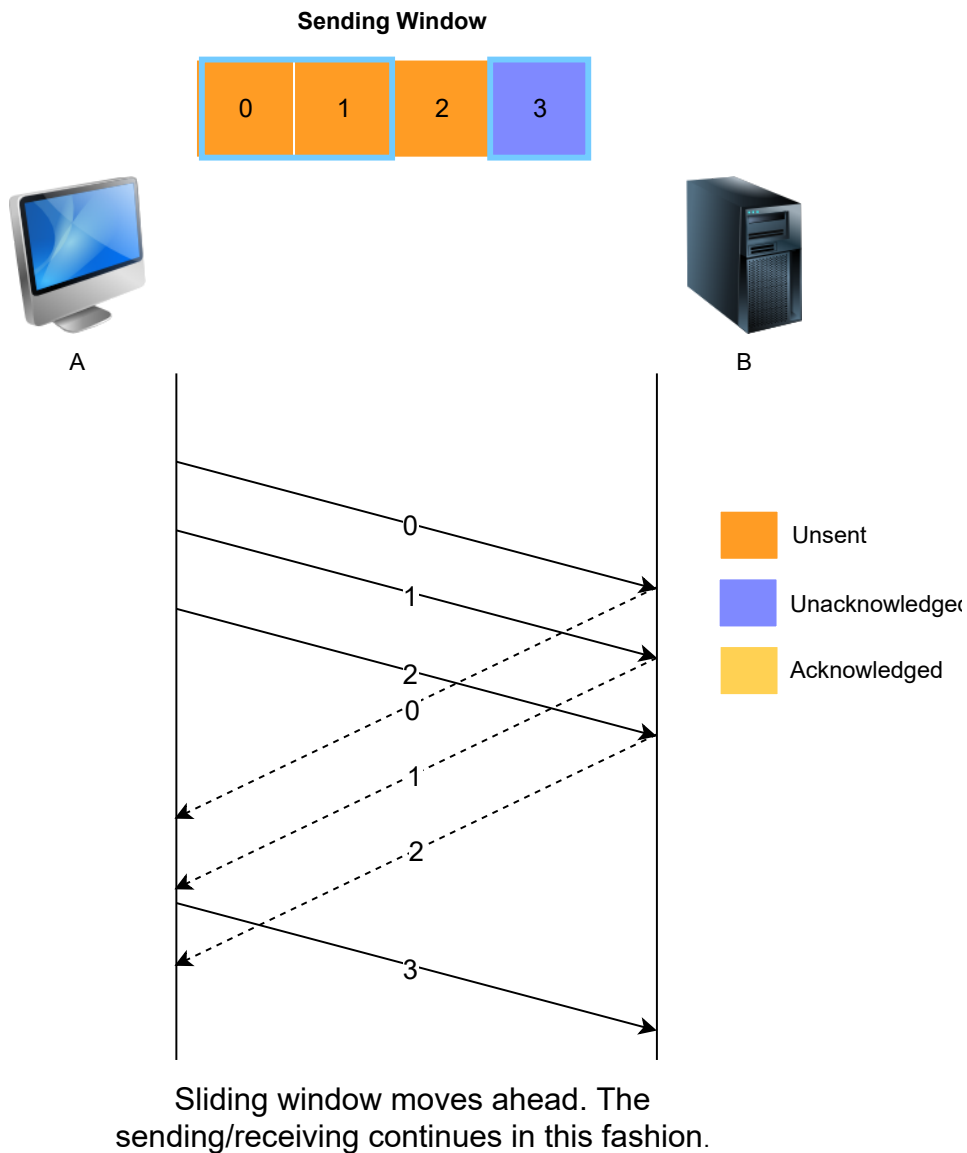 Sending Window
0 1 2 3
A B
0
1
2
0
1
2
3
Unsent
Unacknowledged
Acknowledged
Sliding window moves ahead. The
sending/receiving continues in this fashion.